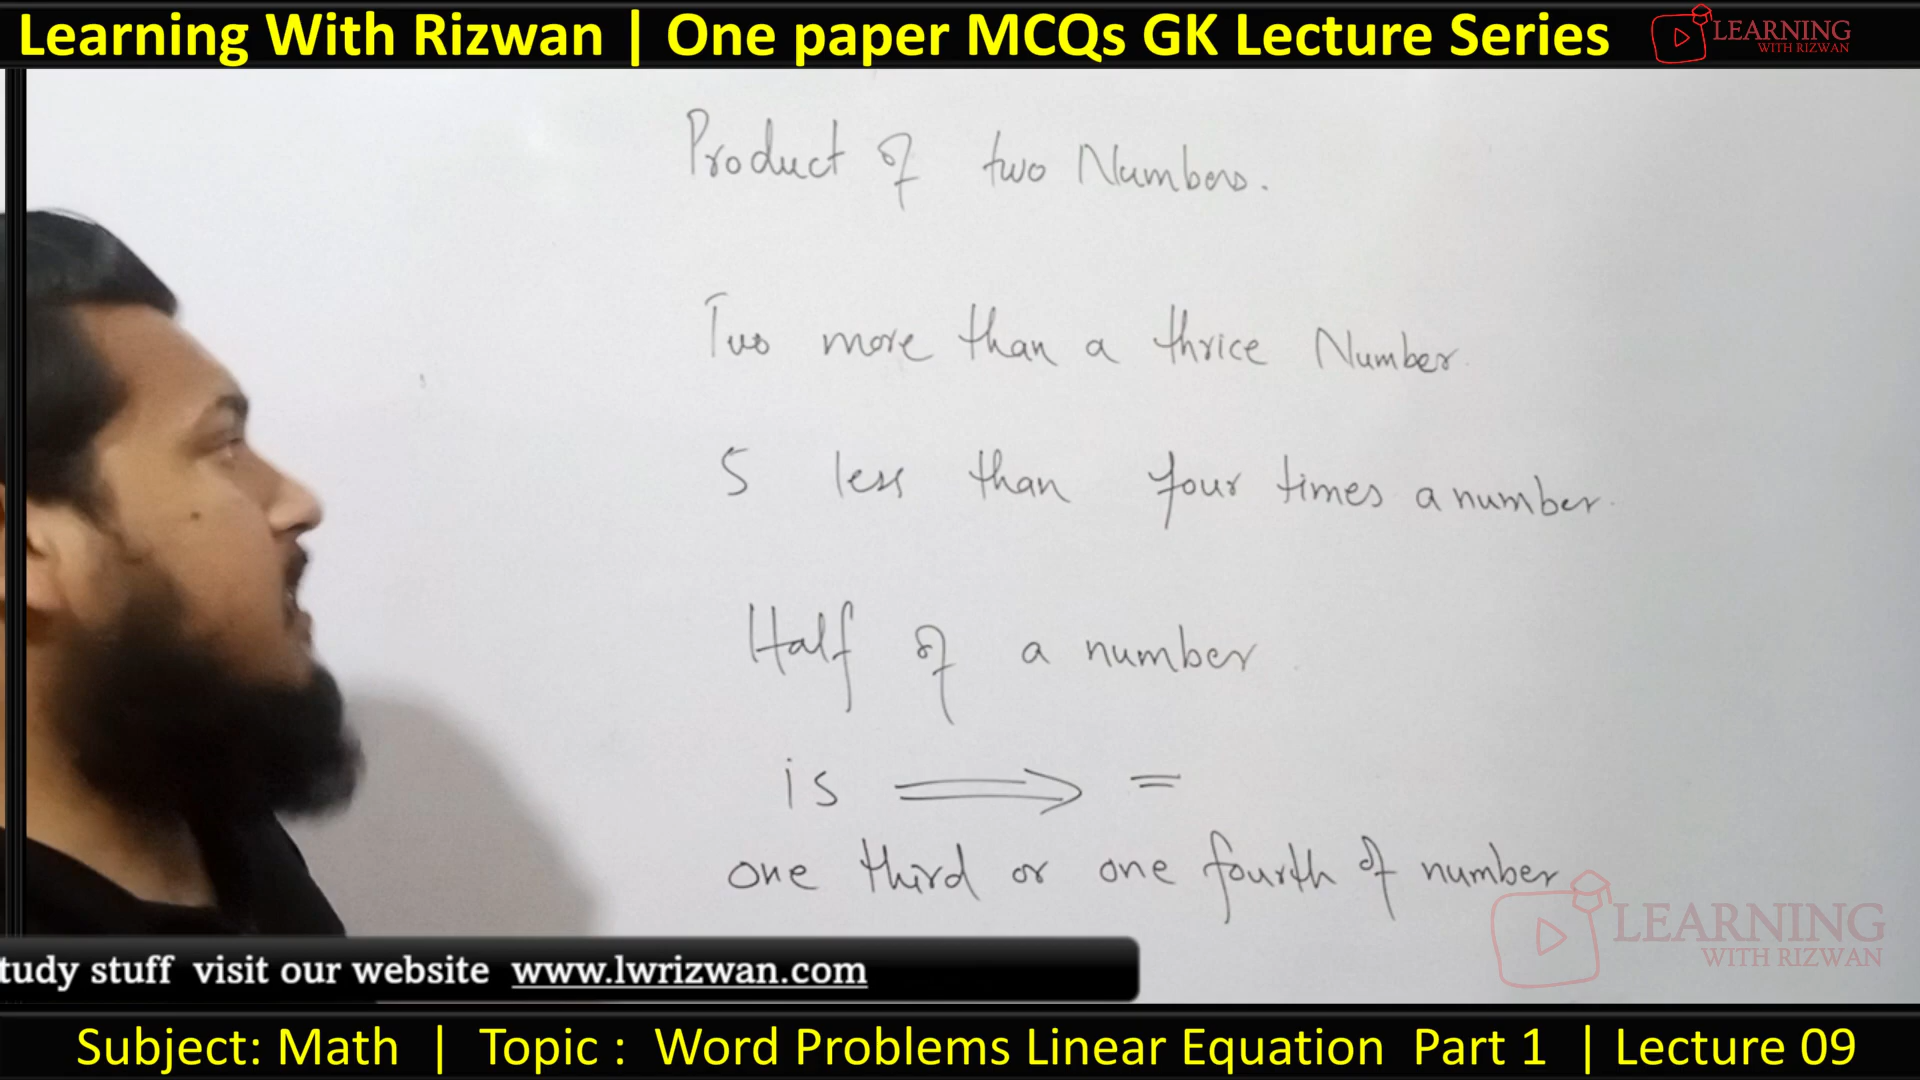 Learning With Rizwan | One paper MCQs GK Lecture Series
LEARNING
WITH RIZWAN
Product of two Numbers.
Two more than a thrice Number.
5 less than four times a number.
Half of a number
is ⟹ =
one third or one fourth of number
LEARNING
WITH RIZWAN
tudy stuff visit our website www.lwrizwan.com
Subject: Math | Topic : Word Problems Linear Equation Part 1 | Lecture 09